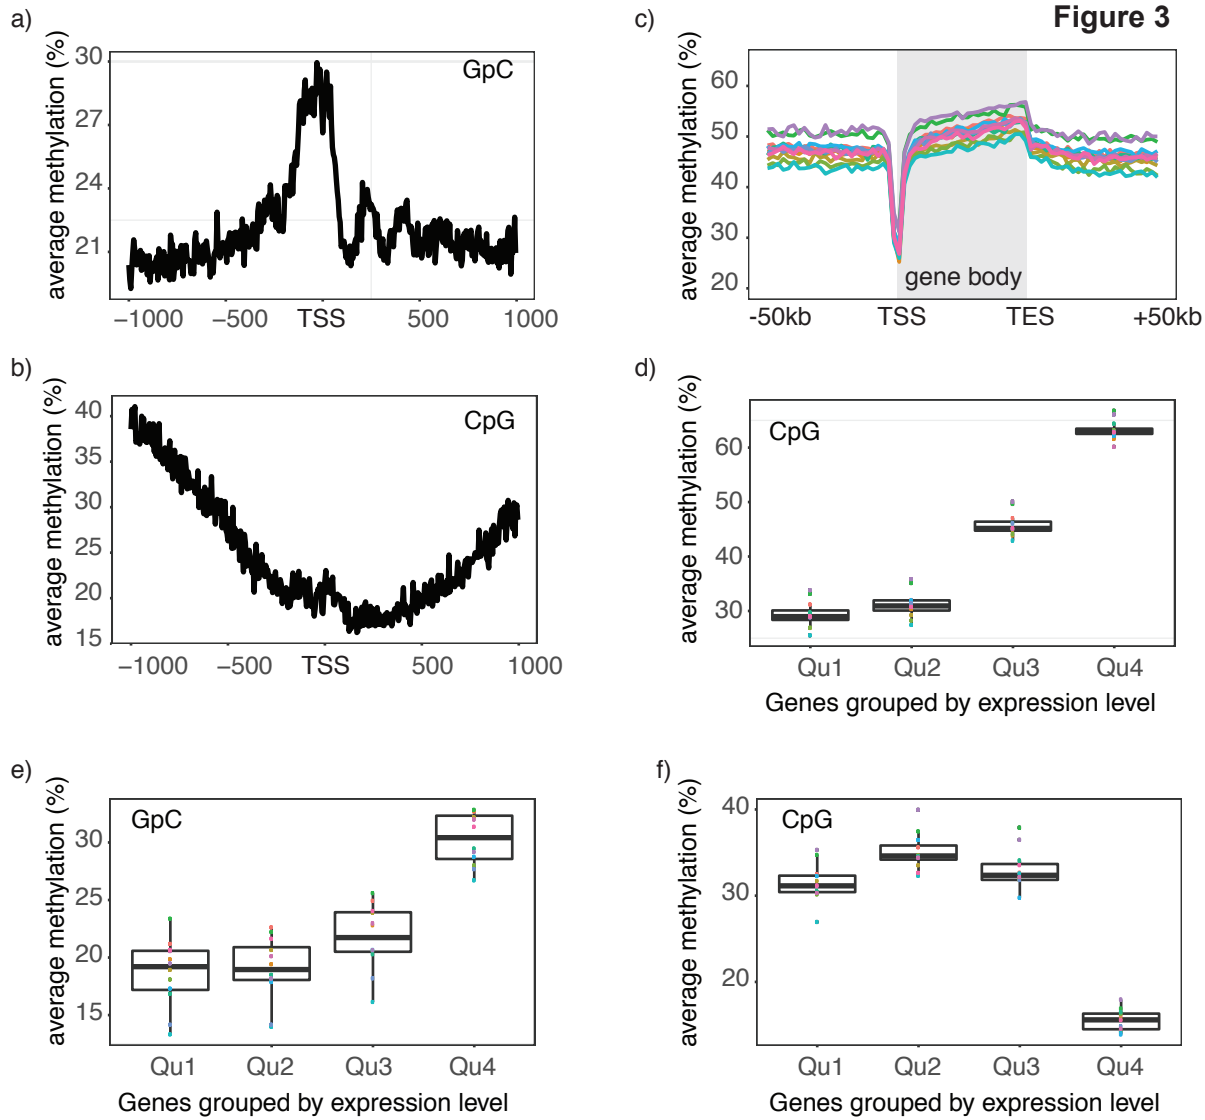 Figure 3
a)
average methylation (%)
30
27
24
21
GpC
−1000
−500
TSS
500
1000
b)
average methylation (%)
40
35
30
25
20
15
CpG
−1000
−500
TSS
500
1000
c)
average methylation (%)
60
50
40
30
20
gene body
-50kb
TSS
TES
+50kb
d)
average methylation (%)
60
50
40
30
CpG
Qu1
Qu2
Qu3
Qu4
Genes grouped by expression level
e)
average methylation (%)
30
25
20
15
GpC
Qu1
Qu2
Qu3
Qu4
Genes grouped by expression level
f)
average methylation (%)
40
30
20
CpG
Qu1
Qu2
Qu3
Qu4
Genes grouped by expression level